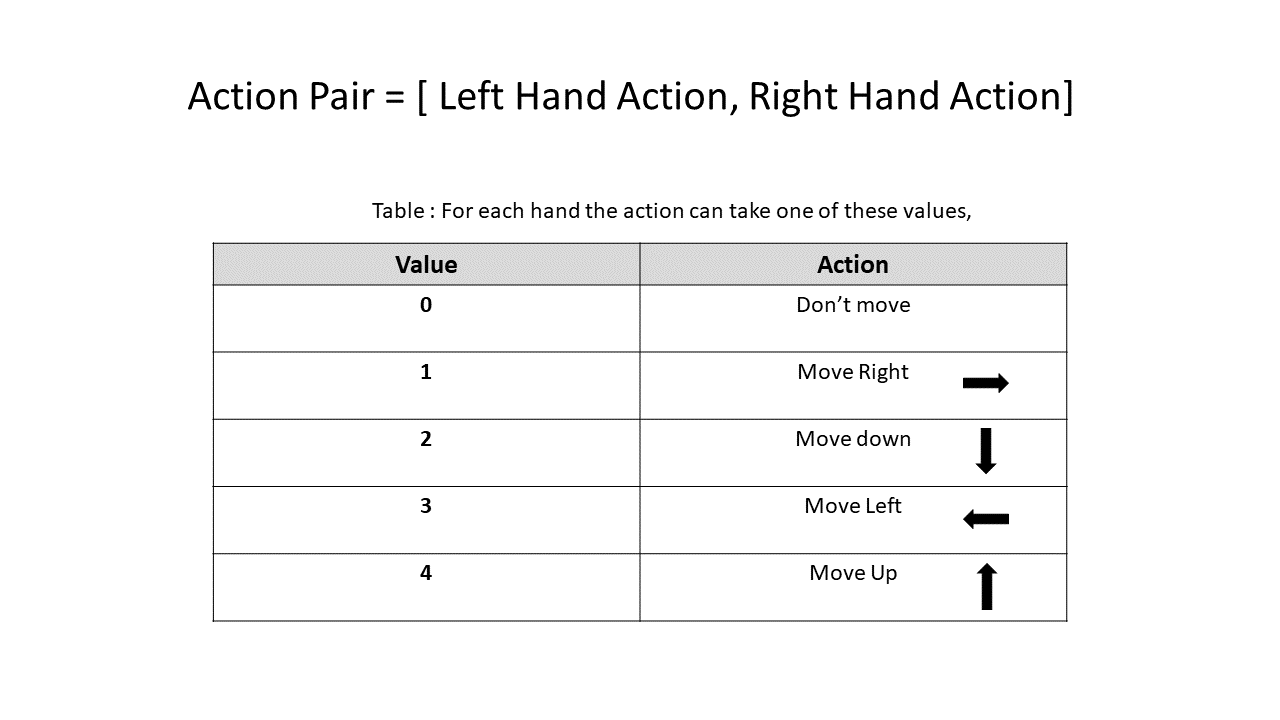 Action Pair = [ Left Hand Action, Right Hand Action]
Table : For each hand the action can take one of these values,
Value Action
0 Don’t move
1 Move Right
2 Move down
3 Move Left
4 Move Up